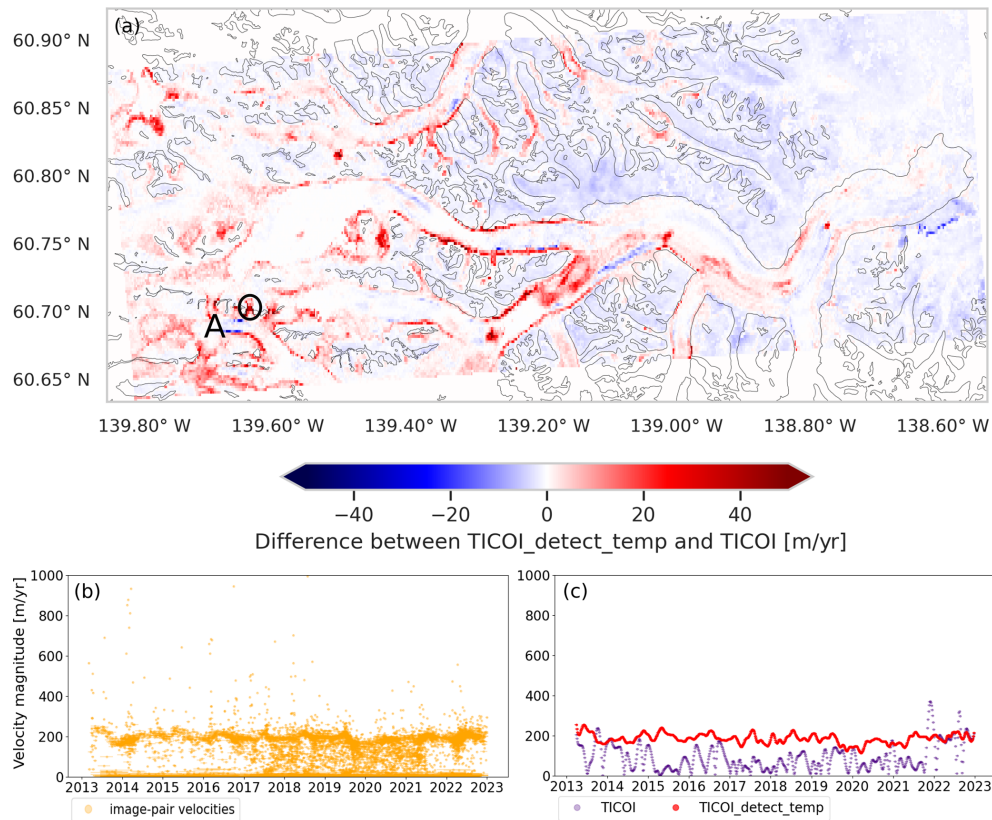 (a)
60.90° N
60.85° N
60.80° N
60.75° N
60.70° N
60.65° N
A
139.80° W 139.60° W 139.40° W 139.20° W 139.00° W 138.80° W 138.60° W
−40 −20 0 20 40
Difference between TICOI_detect_temp and TICOI [m/yr]
(b)
Velocity magnitude [m/yr]
1000
800
600
400
200
0
2013 2014 2015 2016 2017 2018 2019 2020 2021 2022 2023
image-pair velocities
(c)
1000
800
600
400
200
0
2013 2014 2015 2016 2017 2018 2019 2020 2021 2022 2023
TICOI TICOI_detect_temp